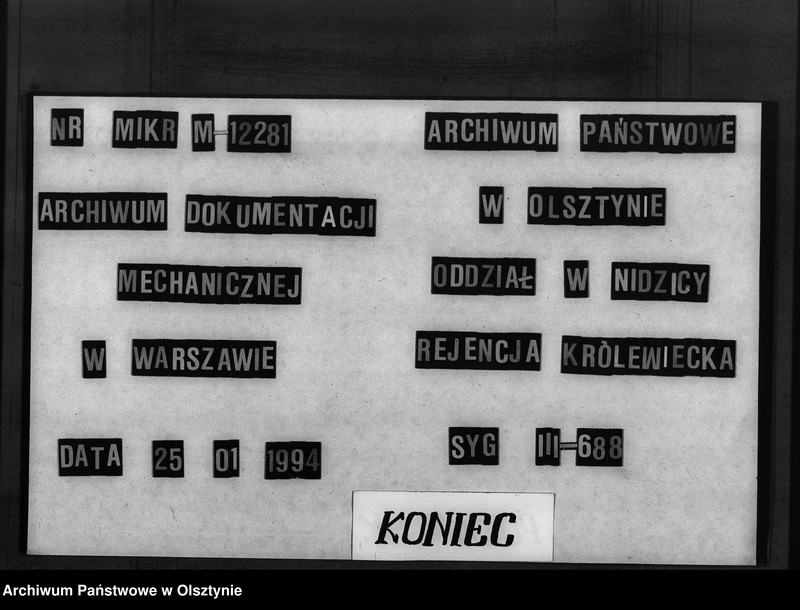 NR MIKR M-12281
ARCHIWUM DOKUMENTACJI
MECHANICZNEJ
W WARSZAWIE
DATA 25 01 1994
ARCHIWUM PAŃSTWOWE
W OLSZTYNIE
ODDZIAŁ W NIDZICY
REJENCJA KRÒLEWIECKA
SYG III-688
KONIEC
Archiwum Państwowe w Olsztynie